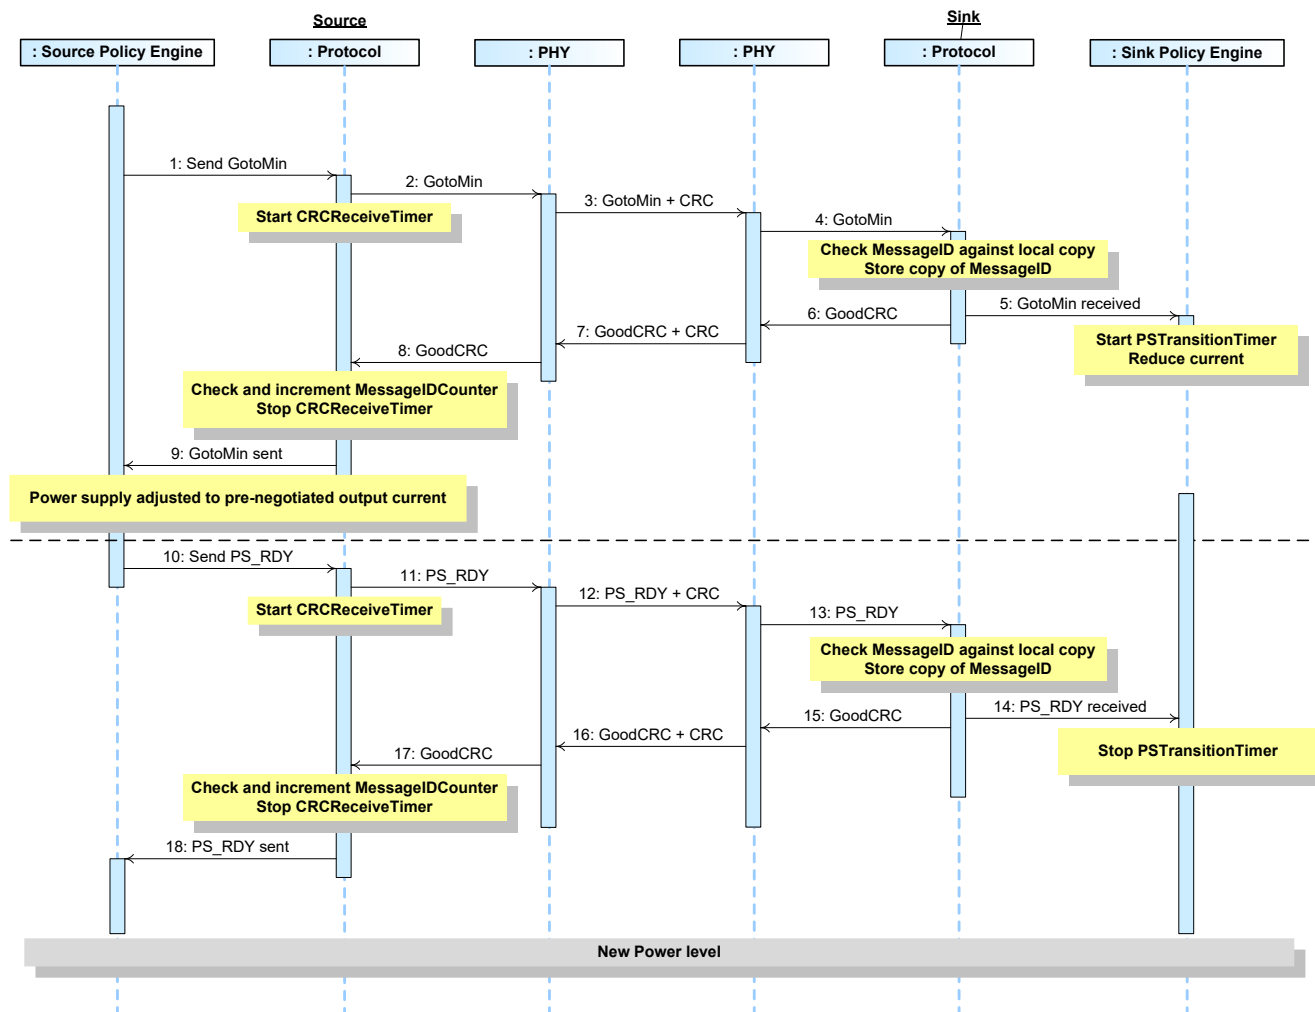 Source
Sink
: Source Policy Engine
: Protocol
: PHY
: PHY
: Protocol
: Sink Policy Engine
1: Send GotoMin
2: GotoMin
Start CRCReceiveTimer
3: GotoMin + CRC
4: GotoMin
Check MessageID against local copy
Store copy of MessageID
5: GotoMin received
6: GoodCRC
7: GoodCRC + CRC
Start PSTransitionTimer
Reduce current
8: GoodCRC
Check and increment MessageIDCounter
Stop CRCReceiveTimer
9: GotoMin sent
Power supply adjusted to pre-negotiated output current
10: Send PS_RDY
11: PS_RDY
Start CRCReceiveTimer
12: PS_RDY + CRC
13: PS_RDY
Check MessageID against local copy
Store copy of MessageID
14: PS_RDY received
15: GoodCRC
16: GoodCRC + CRC
Stop PSTransitionTimer
17: GoodCRC
Check and increment MessageIDCounter
Stop CRCReceiveTimer
18: PS_RDY sent
New Power level